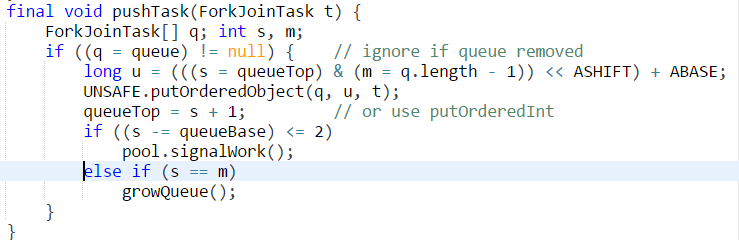 final void pushTask(ForkJoinTask t) {
    ForkJoinTask[] q; int s, m;
    if ((q = queue) != null) {    // ignore if queue removed
        long u = (((s = queueTop) & (m = q.length - 1)) << ASHIFT) + ABASE;
        UNSAFE.putOrderedObject(q, u, t);
        queueTop = s + 1;         // or use putOrderedInt
        if ((s -= queueBase) <= 2)
            pool.signalWork();
        else if (s == m)
            growQueue();
    }
}